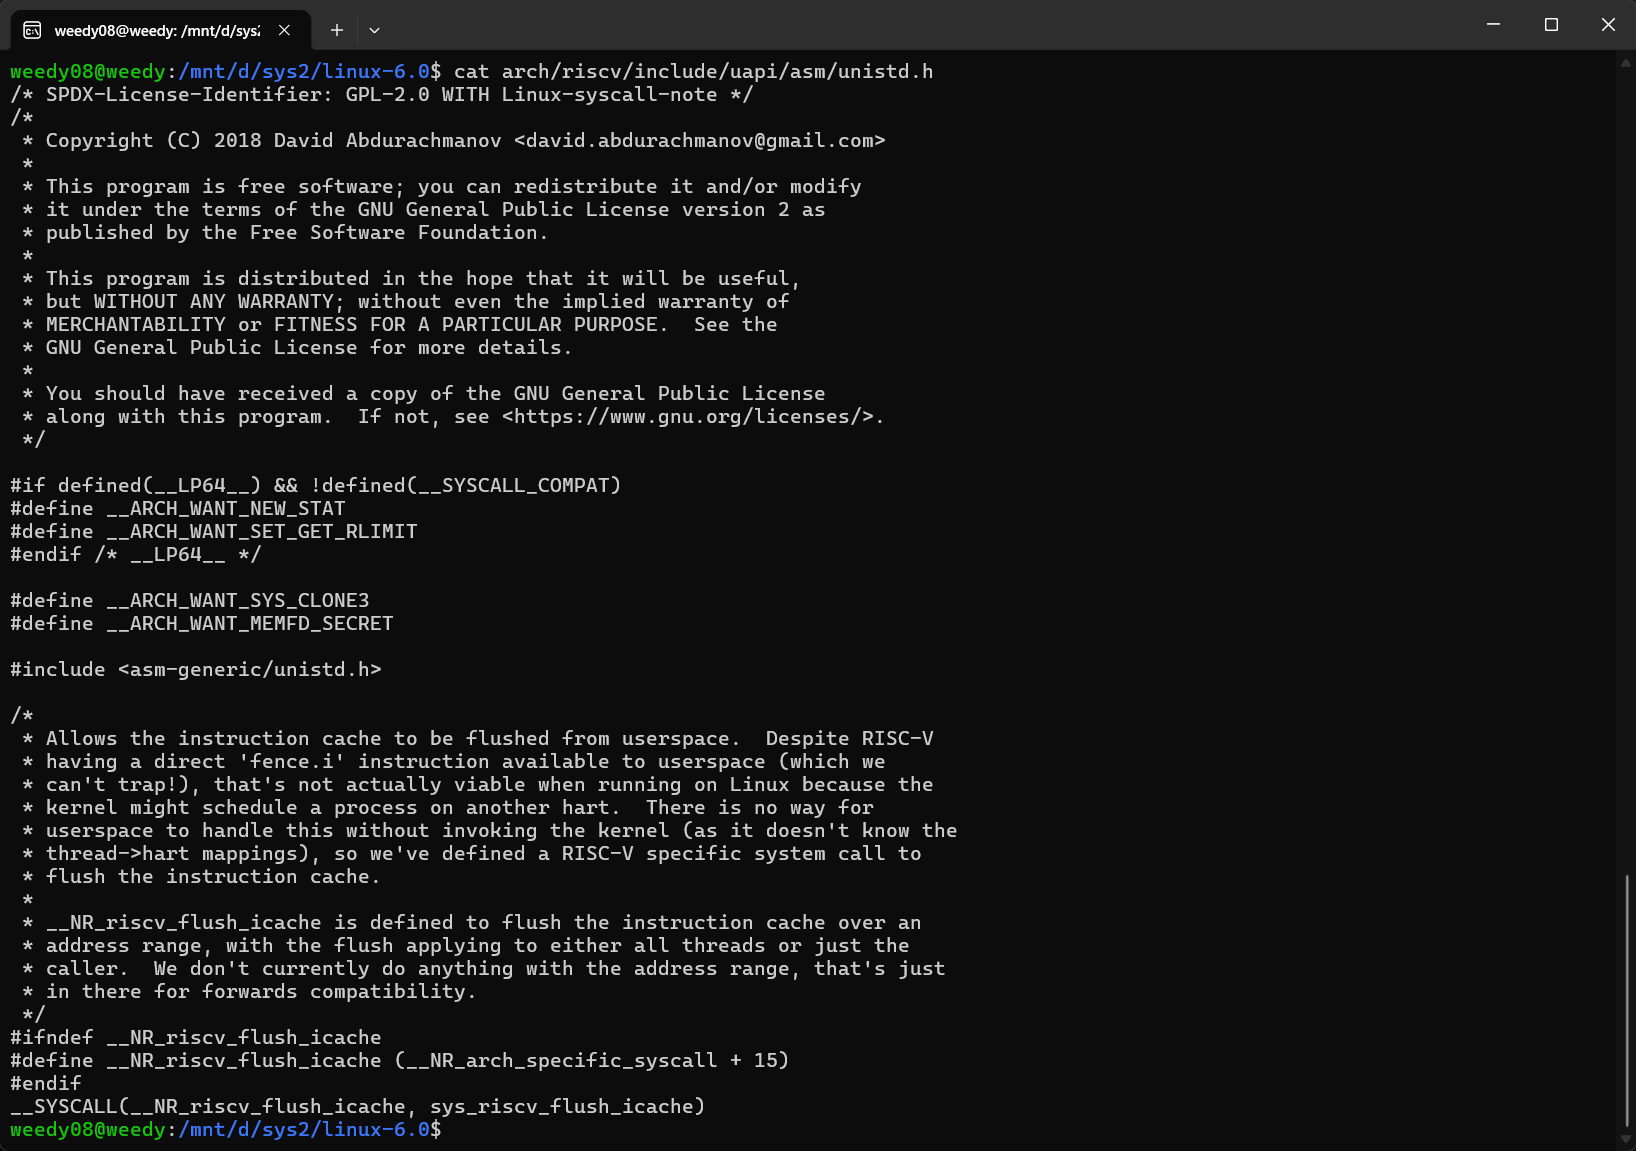 weedy08@weedy: /mnt/d/sys2
weedy08@weedy:/mnt/d/sys2/linux-6.0$ cat arch/riscv/include/uapi/asm/unistd.h
/* SPDX-License-Identifier: GPL-2.0 WITH Linux-syscall-note */
/*
 * Copyright (C) 2018 David Abdurachmanov <david.abdurachmanov@gmail.com>
 *
 * This program is free software; you can redistribute it and/or modify
 * it under the terms of the GNU General Public License version 2 as
 * published by the Free Software Foundation.
 *
 * This program is distributed in the hope that it will be useful,
 * but WITHOUT ANY WARRANTY; without even the implied warranty of
 * MERCHANTABILITY or FITNESS FOR A PARTICULAR PURPOSE.  See the
 * GNU General Public License for more details.
 *
 * You should have received a copy of the GNU General Public License
 * along with this program.  If not, see <https://www.gnu.org/licenses/>.
 */

#if defined(__LP64__) && !defined(__SYSCALL_COMPAT)
#define __ARCH_WANT_NEW_STAT
#define __ARCH_WANT_SET_GET_RLIMIT
#endif /* __LP64__ */

#define __ARCH_WANT_SYS_CLONE3
#define __ARCH_WANT_MEMFD_SECRET

#include <asm-generic/unistd.h>

/*
 * Allows the instruction cache to be flushed from userspace.  Despite RISC-V
 * having a direct 'fence.i' instruction available to userspace (which we
 * can't trap!), that's not actually viable when running on Linux because the
 * kernel might schedule a process on another hart.  There is no way for
 * userspace to handle this without invoking the kernel (as it doesn't know the
 * thread->hart mappings), so we've defined a RISC-V specific system call to
 * flush the instruction cache.
 *
 * __NR_riscv_flush_icache is defined to flush the instruction cache over an
 * address range, with the flush applying to either all threads or just the
 * caller.  We don't currently do anything with the address range, that's just
 * in there for forwards compatibility.
 */
#ifndef __NR_riscv_flush_icache
#define __NR_riscv_flush_icache (__NR_arch_specific_syscall + 15)
#endif
__SYSCALL(__NR_riscv_flush_icache, sys_riscv_flush_icache)
weedy08@weedy:/mnt/d/sys2/linux-6.0$